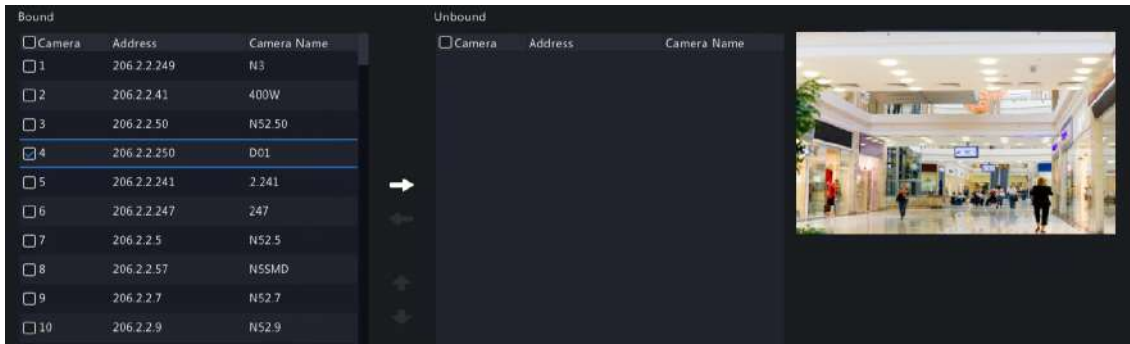 Bound Unbound
Camera Address Camera Name Camera Address Camera Name
1 206.2.2.249 N3
2 206.2.2.41 400W
3 206.2.2.50 N52.50
4 206.2.2.250 D01
5 206.2.2.241 2.241
6 206.2.2.247 247
7 206.2.2.5 N52.5
8 206.2.2.57 N5SMD
9 206.2.2.7 N52.7
10 206.2.2.9 N52.9